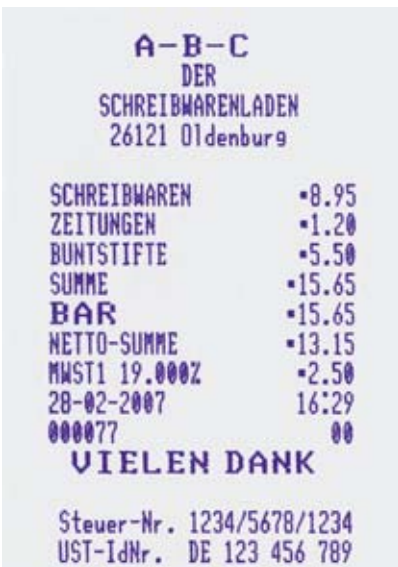 A-B-C
DER
SCHREIBWARENLADEN
26121 Oldenburg
SCHREIBWAREN ▪8.95
ZEITUNGEN ▪1.20
BUNTSTIFTE ▪5.50
SUMME ▪15.65
BAR ▪15.65
NETTO-SUMME ▪13.15
MWST1 19.000% ▪2.50
28-02-2007 16:29
000077 00
VIELEN DANK
Steuer-Nr. 1234/5678/1234
UST-IdNr. DE 123 456 789